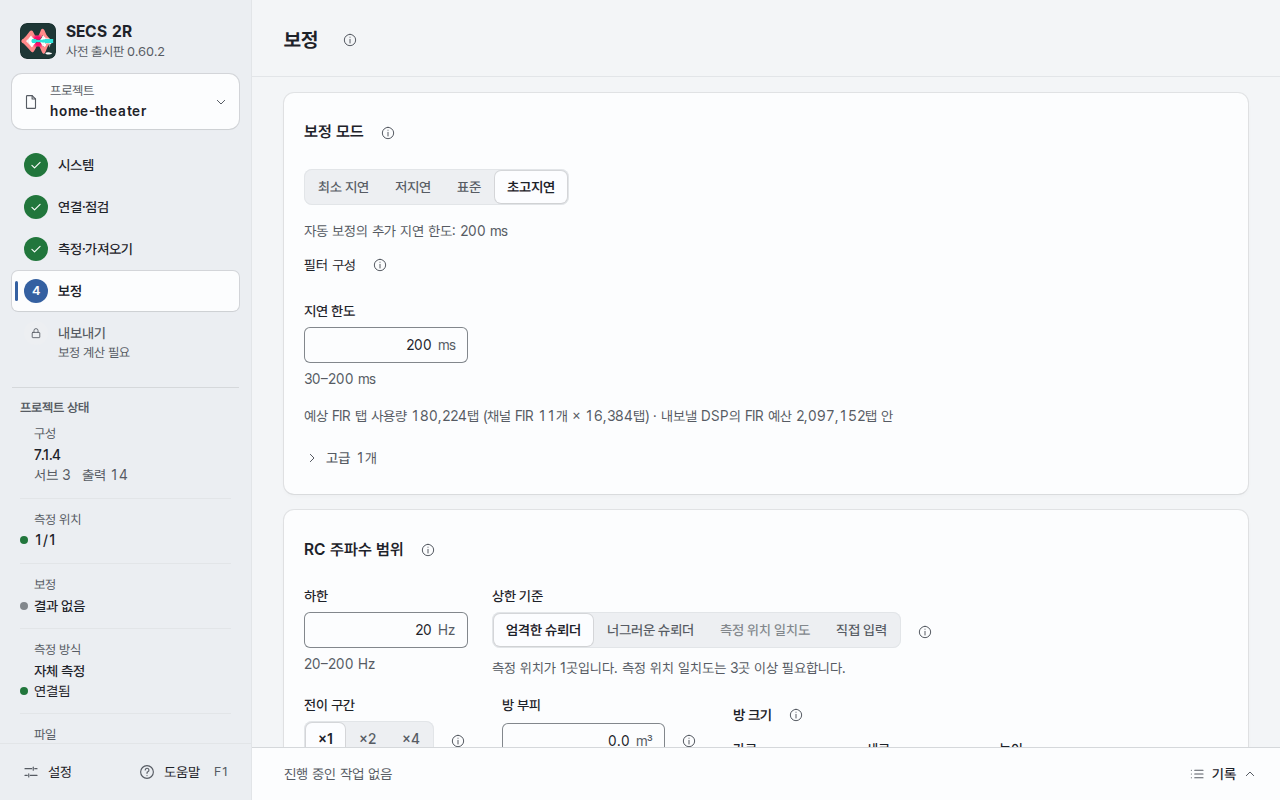 SECS 2R
사전 출시판 0.60.2
프로젝트
home-theater
시스템
연결·점검
측정·가져오기
4 보정
내보내기
보정 계산 필요
프로젝트 상태
구성
7.1.4
서브 3 출력 14
측정 위치
1/1
보정
결과 없음
측정 방식
자체 측정
연결됨
파일
설정
도움말 F1
보정
보정 모드
최소 지연 저지연 표준 초고지연
자동 보정의 추가 지연 한도: 200 ms
필터 구성
지연 한도
200 ms
30–200 ms
예상 FIR 탭 사용량 180,224탭 (채널 FIR 11개 × 16,384탭) · 내보낼 DSP의 FIR 예산 2,097,152탭 안
고급 1개
RC 주파수 범위
하한 상한 기준
20 Hz 엄격한 슈뢰더 너그러운 슈뢰더 측정 위치 일치도 직접 입력
20–200 Hz 측정 위치가 1곳입니다. 측정 위치 일치도는 3곳 이상 필요합니다.
전이 구간 방 부피 방 크기
×1 ×2 ×4 0.0 m³
진행 중인 작업 없음
기록